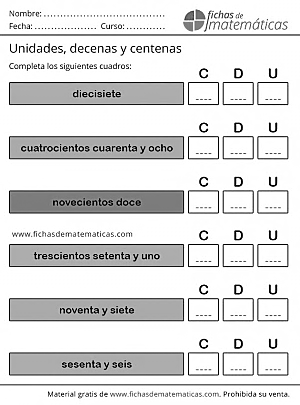 Nombre: ..............................
fichas de
matemáticas
Fecha: .................... Curso: ............
Unidades, decenas y centenas
Completa los siguientes cuadros:
C D U
diecisiete ---- ---- ----
C D U
cuatrocientos cuarenta y ocho ---- ---- ----
C D U
novecientos doce ---- ---- ----
www.fichasdematematicas.com
C D U
trescientos setenta y uno ---- ---- ----
C D U
noventa y siete ---- ---- ----
C D U
sesenta y seis ---- ---- ----
Material gratis de www.fichasdematematicas.com. Prohibida su venta.